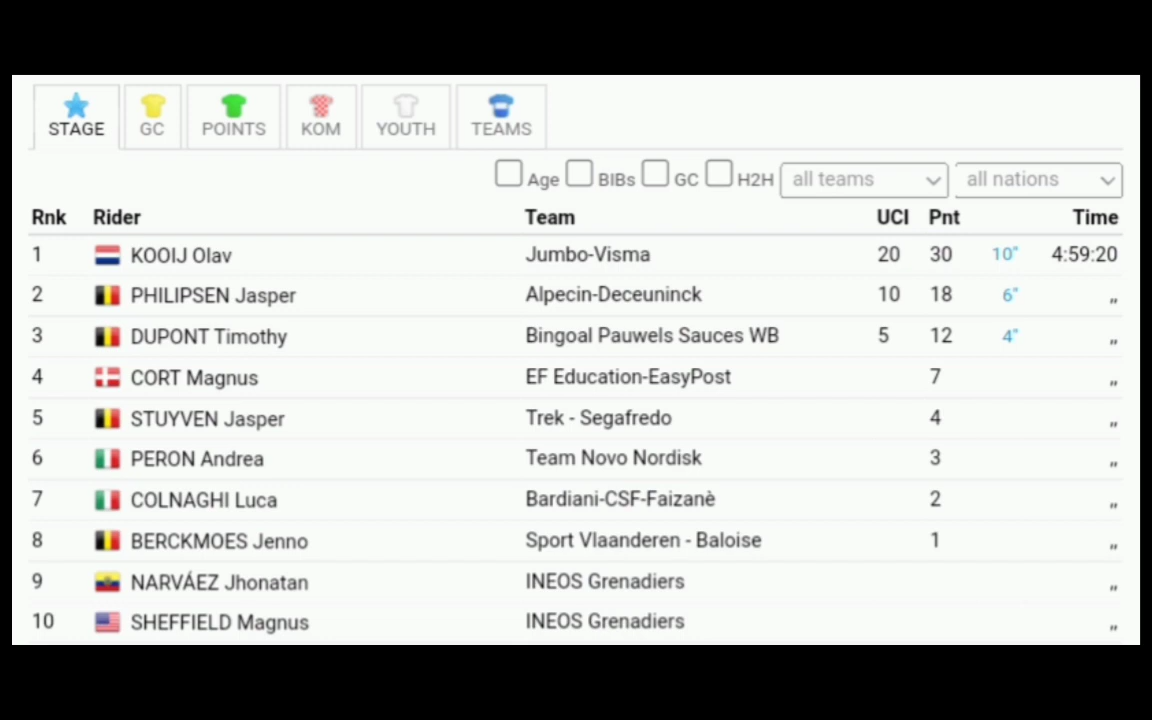 STAGE GC POINTS KOM YOUTH TEAMS
Age BIBs GC H2H all teams all nations
Rnk Rider Team UCI Pnt Time
1 KOOIJ Olav Jumbo-Visma 20 30 10" 4:59:20
2 PHILIPSEN Jasper Alpecin-Deceuninck 10 18 6" ,,
3 DUPONT Timothy Bingoal Pauwels Sauces WB 5 12 4" ,,
4 CORT Magnus EF Education-EasyPost 7 ,,
5 STUYVEN Jasper Trek - Segafredo 4 ,,
6 PERON Andrea Team Novo Nordisk 3 ,,
7 COLNAGHI Luca Bardiani-CSF-Faizanè 2 ,,
8 BERCKMOES Jenno Sport Vlaanderen - Baloise 1 ,,
9 NARVÁEZ Jhonatan INEOS Grenadiers ,,
10 SHEFFIELD Magnus INEOS Grenadiers ,,